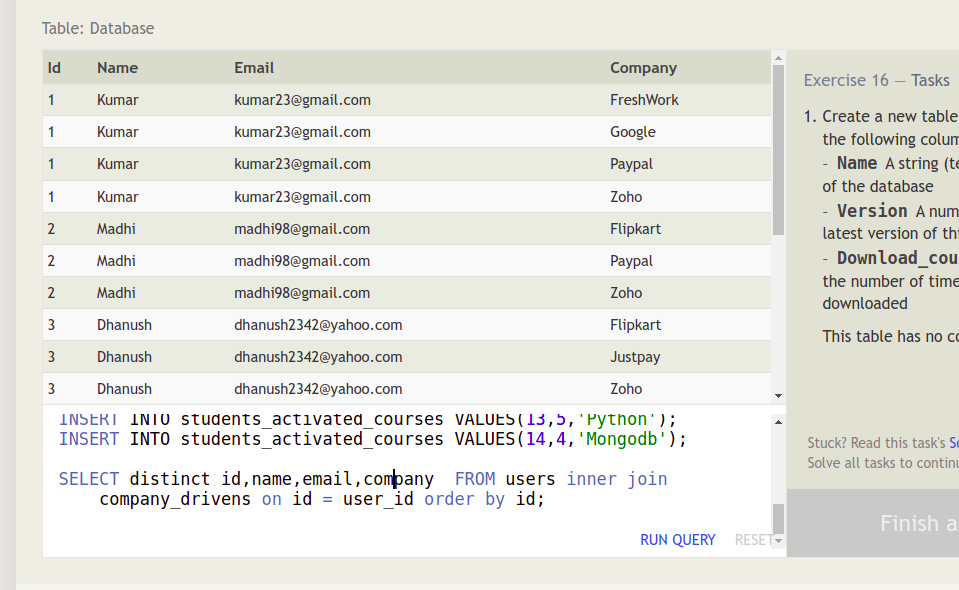 Table: Database
Id Name Email Company
1 Kumar kumar23@gmail.com FreshWork
1 Kumar kumar23@gmail.com Google
1 Kumar kumar23@gmail.com Paypal
1 Kumar kumar23@gmail.com Zoho
2 Madhi madhi98@gmail.com Flipkart
2 Madhi madhi98@gmail.com Paypal
2 Madhi madhi98@gmail.com Zoho
3 Dhanush dhanush2342@yahoo.com Flipkart
3 Dhanush dhanush2342@yahoo.com Justpay
3 Dhanush dhanush2342@yahoo.com Zoho
INSERT INTO students_activated_courses VALUES(13,5,'Python');
INSERT INTO students_activated_courses VALUES(14,4,'Mongodb');
SELECT distinct id,name,email,company  FROM users inner join
company_drivens on id = user_id order by id;
RUN QUERY RESET
Exercise 16 — Tasks
1. Create a new table
the following colum
- Name A string (te
of the database
- Version A num
latest version of thi
- Download_cou
the number of time
downloaded
This table has no co
Stuck? Read this task's So
Solve all tasks to continu
Finish a